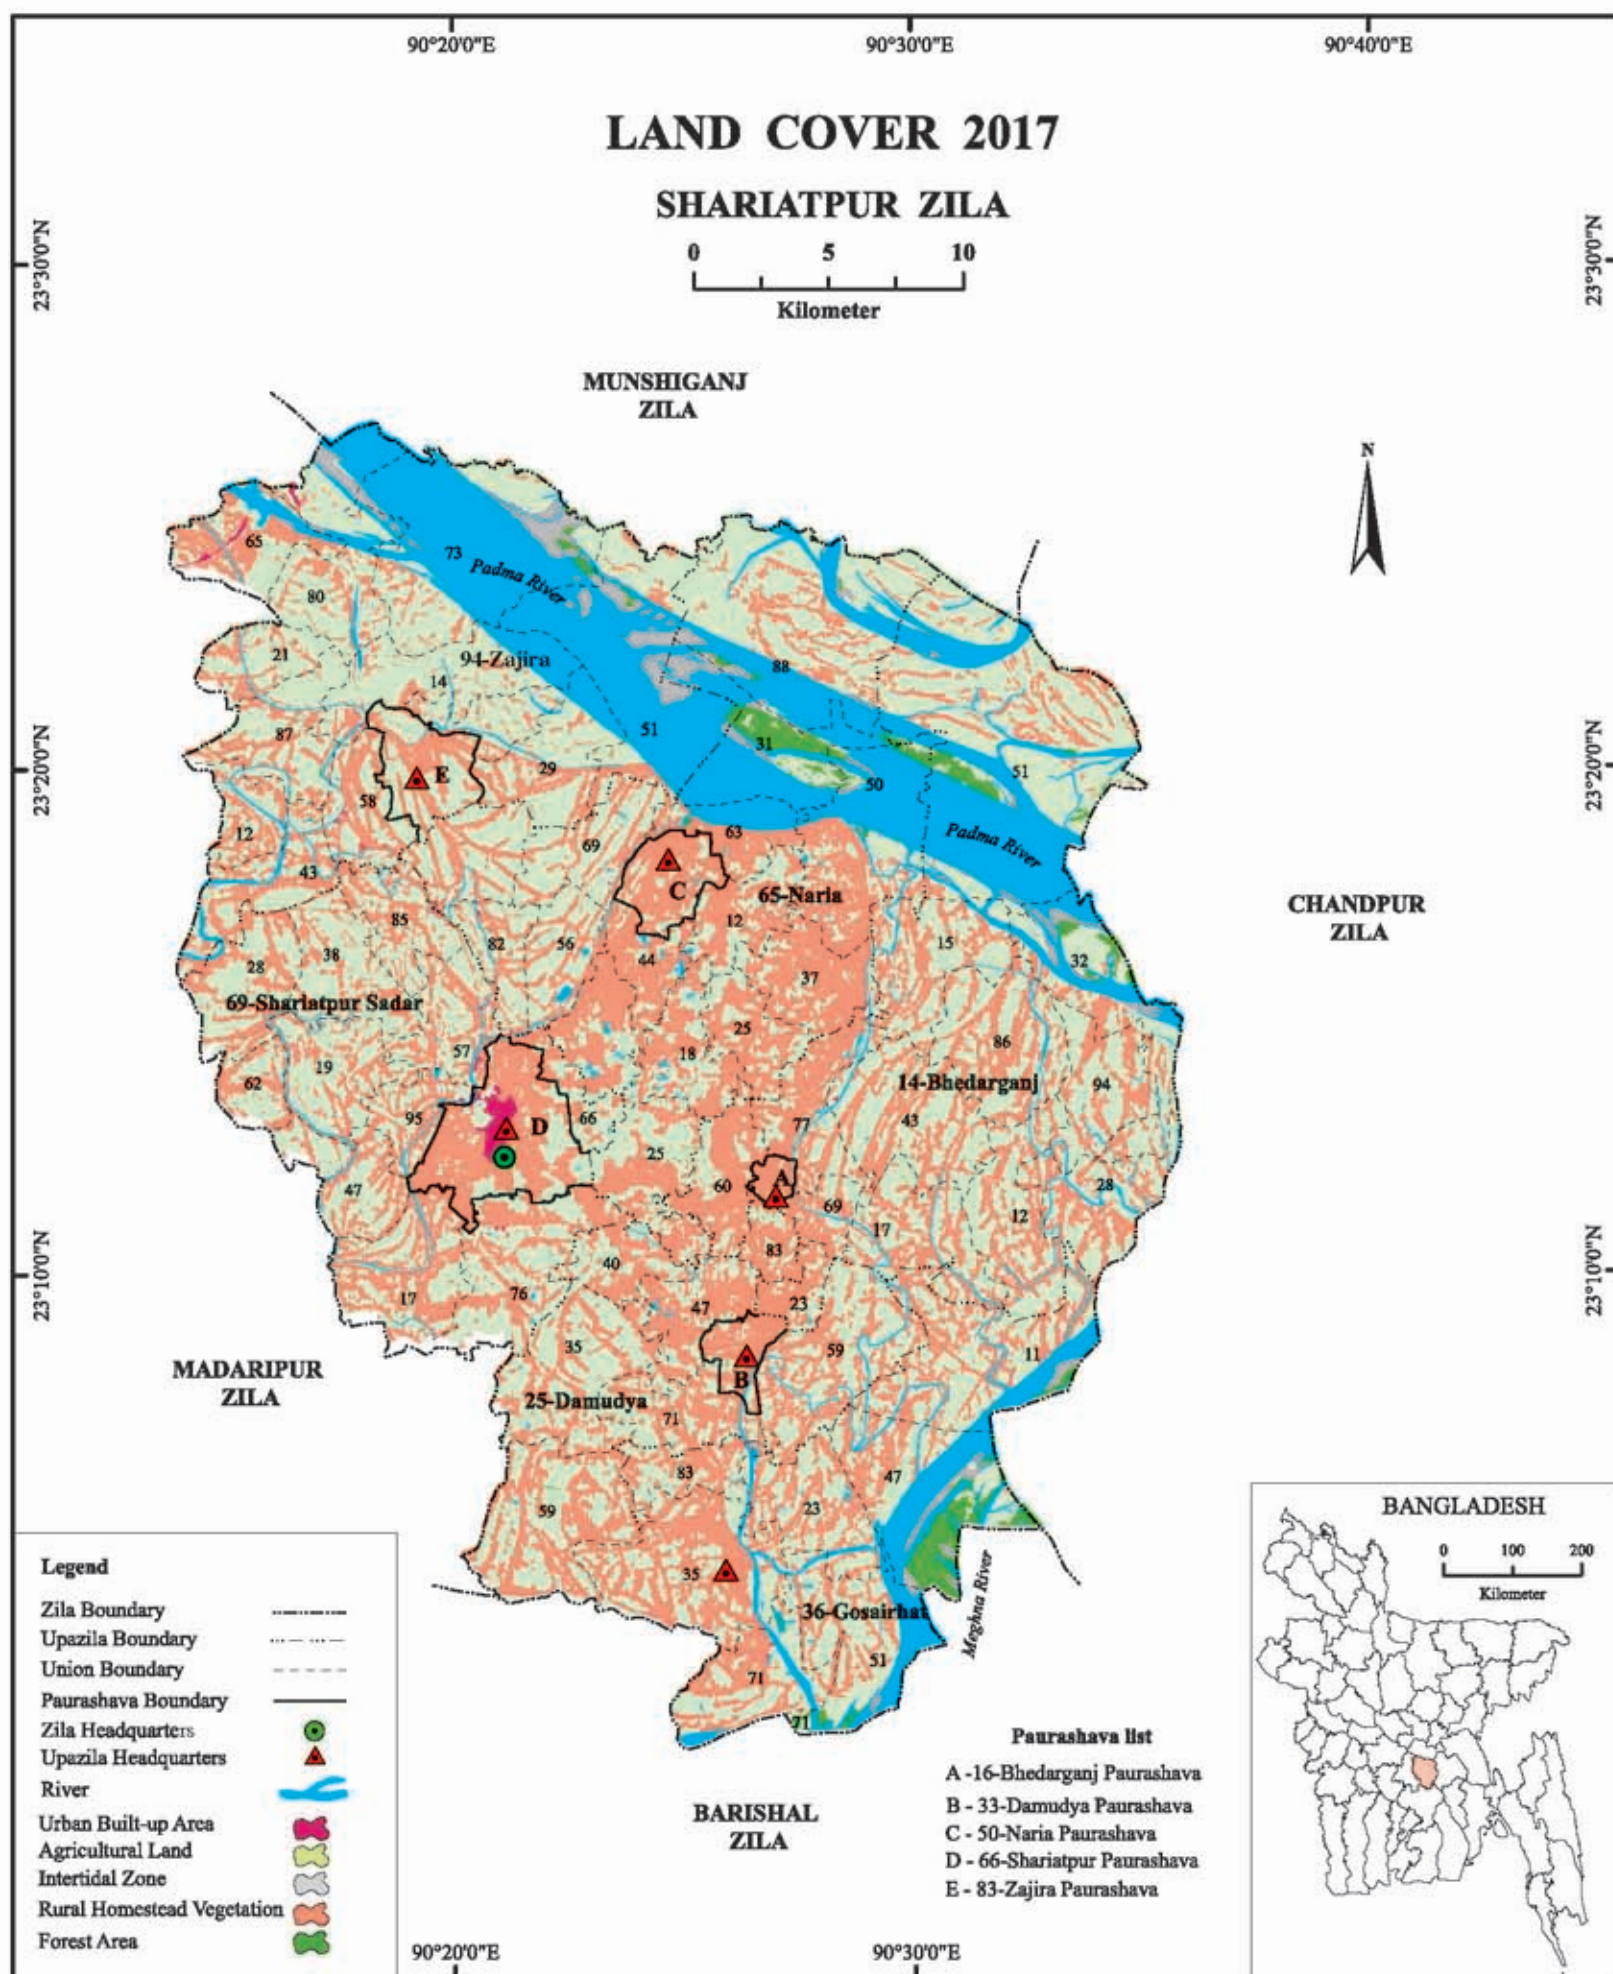 90°20'0"E
90°30'0"E
90°40'0"E
LAND COVER 2017
SHARIATPUR ZILA
0 5 10
Kilometer
23°30'0"N
23°30'0"N
MUNSHIGANJ
ZILA
N
65
73
Padma River
80
21
94-Zajira
14
88
87
51
31
51
50
23°20'0"N
23°20'0"N
E
29
58
12
69
63
Padma River
43
C
65-Naria
CHANDPUR
ZILA
85
12
82
56
15
38
28
44
32
37
69-Shariatpur Sadar
25
86
57
18
19
62
14-Bhedarganj
94
95
66
D
77
43
25
47
60
A
28
69
17
12
83
40
23°10'0"N
23°10'0"N
17
76
47
23
35
59
11
MADARIPUR
ZILA
B
25-Damudya
71
83
47
59
23
35
36-Gosairhat
Meghna River
51
71
71
BARISHAL
ZILA
Legend
Zila Boundary
Upazila Boundary
Union Boundary
Paurashava Boundary
Zila Headquarters
Upazila Headquarters
River
Urban Built-up Area
Agricultural Land
Intertidal Zone
Rural Homestead Vegetation
Forest Area
Paurashava list
A -16-Bhedarganj Paurashava
B - 33-Damudya Paurashava
C - 50-Naria Paurashava
D - 66-Shariatpur Paurashava
E - 83-Zajira Paurashava
BANGLADESH
0 100 200
Kilometer
90°20'0"E
90°30'0"E